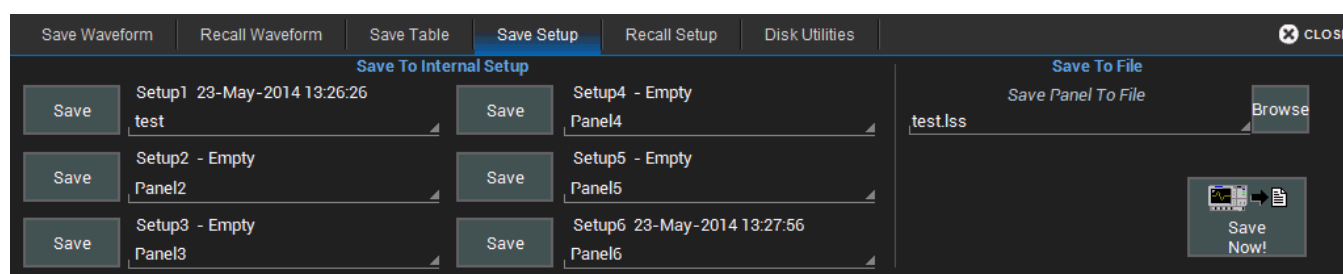 Save Waveform Recall Waveform Save Table Save Setup Recall Setup Disk Utilities CLOSE
Save To Internal Setup
Save To File
Save
Setup1 23-May-2014 13:26:26
test
Save
Setup4 - Empty
Panel4
Save Panel To File
test.lss
Browse
Save
Setup2 - Empty
Panel2
Save
Setup5 - Empty
Panel5
Save
Setup3 - Empty
Panel3
Save
Setup6 23-May-2014 13:27:56
Panel6
Save
Now!